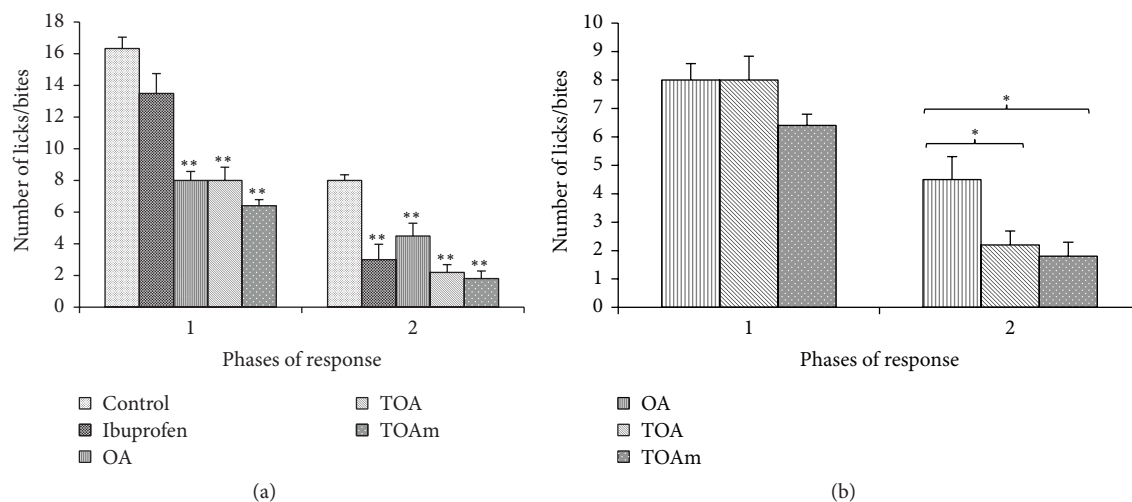 18
16
14
12
10
8
6
4
2
0
Number of licks/bites
**
**
**
**
**
**
**
1
2
Phases of response
Control
Ibuprofen
OA
TOA
TOAm
(a)
10
9
8
7
6
5
4
3
2
1
0
Number of licks/bites
*
*
1
2
Phases of response
OA
TOA
TOAm
(b)